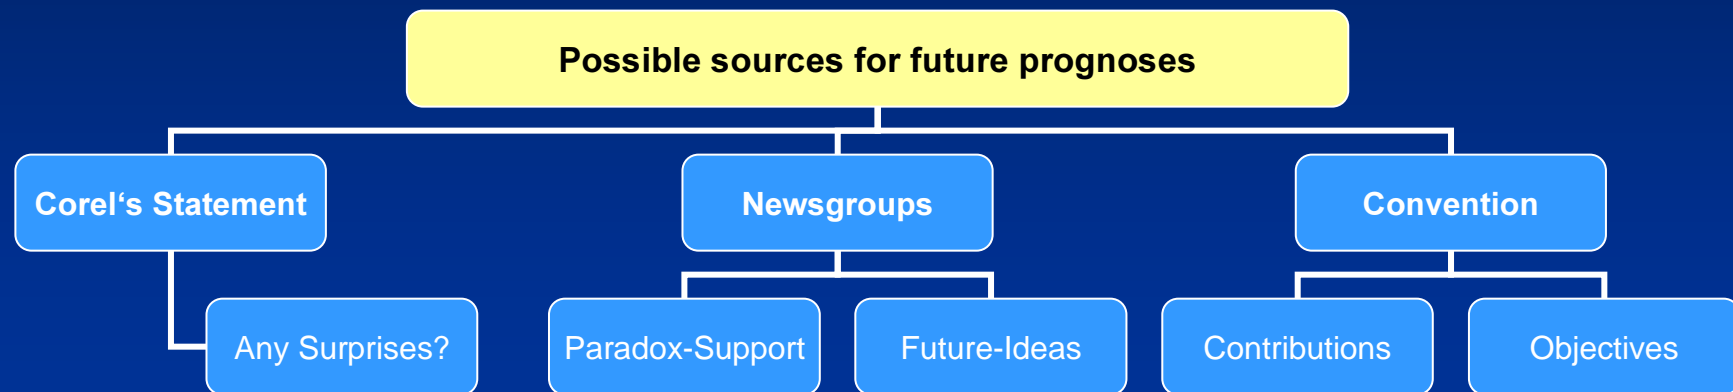 Possible sources for future prognoses
Corel‘s Statement
Newsgroups
Convention
Any Surprises?
Paradox-Support
Future-Ideas
Contributions
Objectives